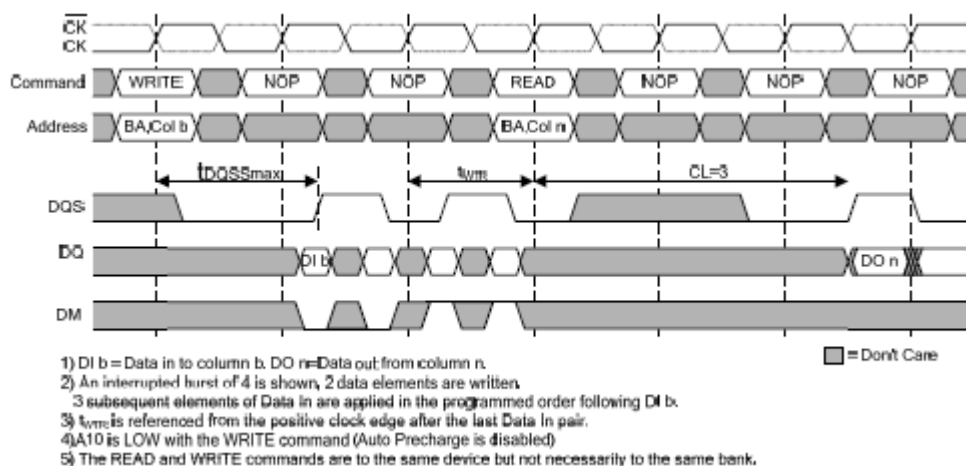 CK
CK
Command WRITE NOP NOP READ NOP NOP NOP
Address BA,Col b BA,Col n
tDQSSmax tWTR CL=3
DQS
DQ DI b DO n
DM
= Don't Care
1) DI b = Data in to column b. DO n=Data out from column n.
2) An interrupted burst of 4 is shown, 2 data elements are written.
3 subsequent elements of Data In are applied in the programmed order following DI b.
3) tWTR is referenced from the positive clock edge after the last Data In pair.
4)A10 is LOW with the WRITE command (Auto Precharge is disabled)
5) The READ and WRITE commands are to the same device but not necessarily to the same bank.